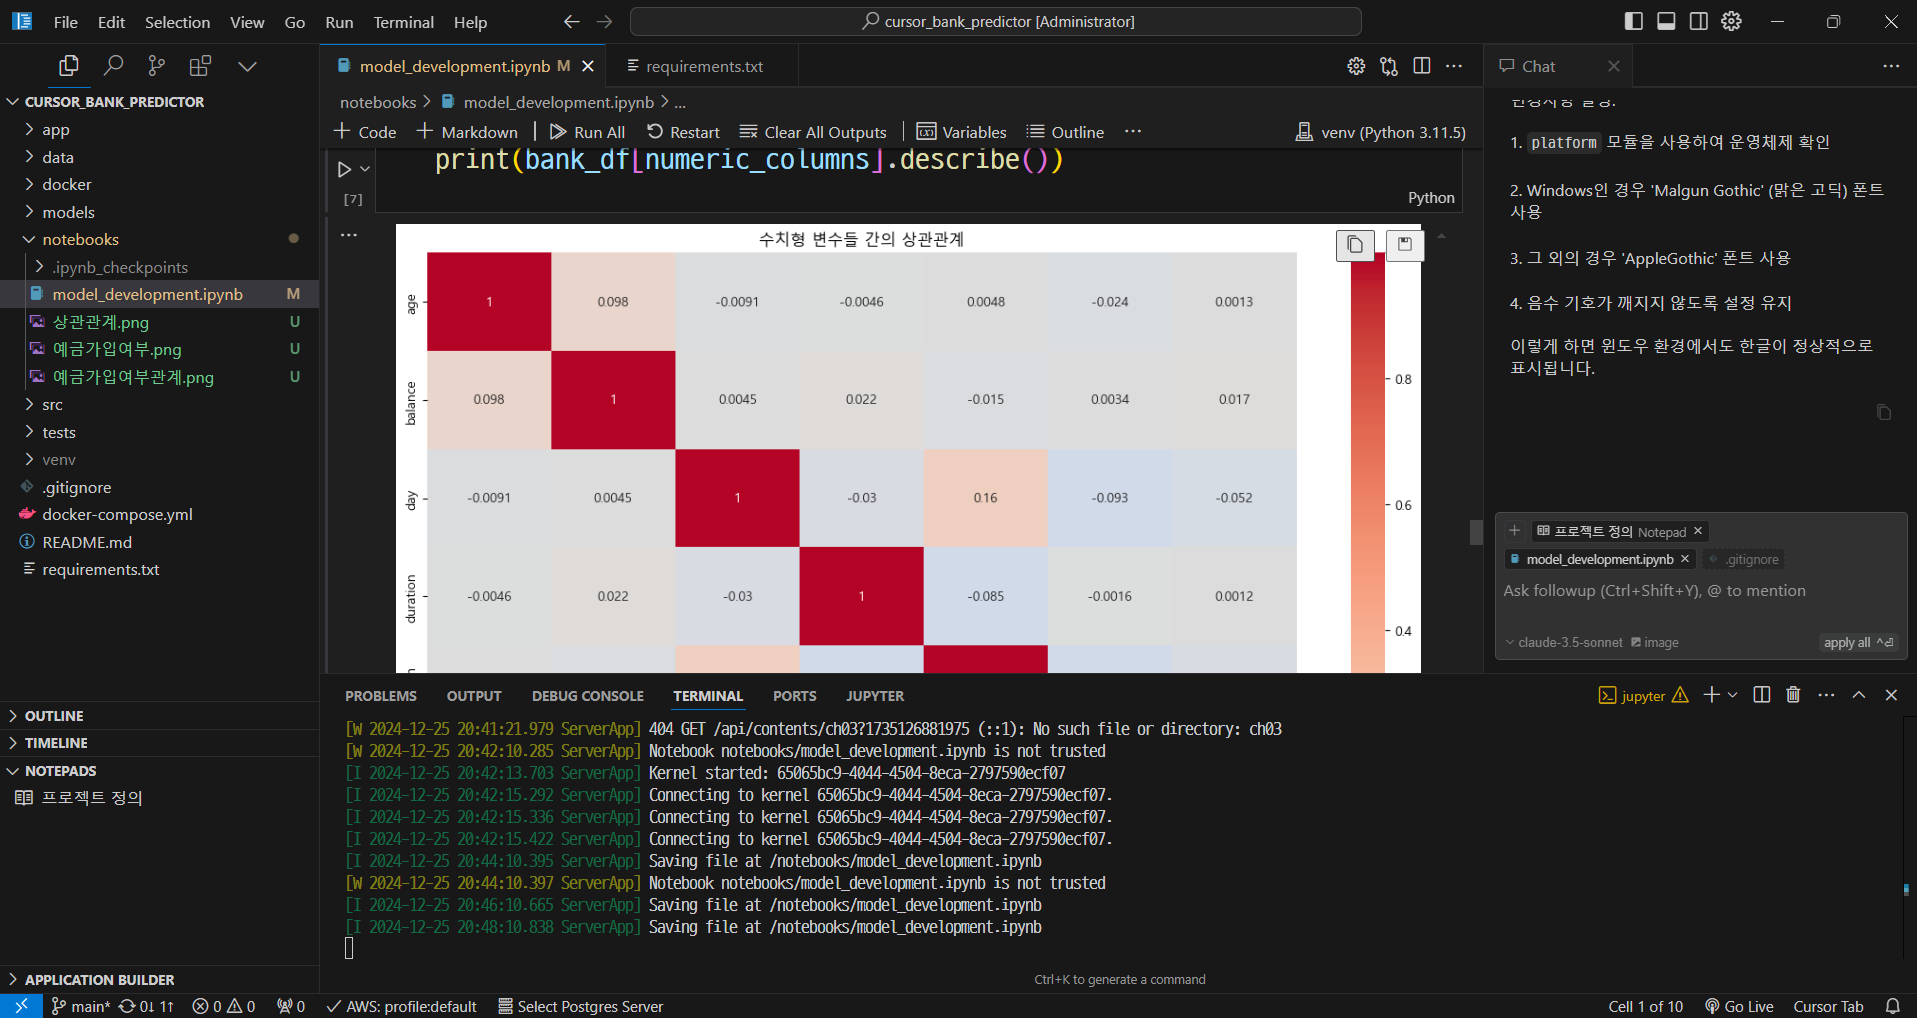 File Edit Selection View Go Run Terminal Help
cursor_bank_predictor [Administrator]
CURSOR_BANK_PREDICTOR
app
data
docker
models
notebooks
.ipynb_checkpoints
model_development.ipynb M
상관관계.png U
예금가입여부.png U
예금가입여부관계.png U
src
tests
venv
.gitignore
docker-compose.yml
README.md
requirements.txt
OUTLINE
TIMELINE
NOTEPADS
프로젝트 정의
APPLICATION BUILDER
model_development.ipynb M
requirements.txt
notebooks > model_development.ipynb > ...
Code Markdown Run All Restart Clear All Outputs Variables Outline ...
venv (Python 3.11.5)
print(bank_df[numeric_columns].describe())
[7]
Python
수치형 변수들 간의 상관관계
age 1 0.098 -0.0091 -0.0046 0.0048 -0.024 0.0013
balance 0.098 1 0.0045 0.022 -0.015 0.0034 0.017
day -0.0091 0.0045 1 -0.03 0.16 -0.093 -0.052
duration -0.0046 0.022 -0.03 1 -0.085 -0.0016 0.0012
0.8
0.6
0.4
PROBLEMS OUTPUT DEBUG CONSOLE TERMINAL PORTS JUPYTER
jupyter
[W 2024-12-25 20:41:21.979 ServerApp] 404 GET /api/contents/ch03?1735126881975 (::1): No such file or directory: ch03
[W 2024-12-25 20:42:10.285 ServerApp] Notebook notebooks/model_development.ipynb is not trusted
[I 2024-12-25 20:42:13.703 ServerApp] Kernel started: 65065bc9-4044-4504-8eca-2797590ecf07
[I 2024-12-25 20:42:15.292 ServerApp] Connecting to kernel 65065bc9-4044-4504-8eca-2797590ecf07.
[I 2024-12-25 20:42:15.336 ServerApp] Connecting to kernel 65065bc9-4044-4504-8eca-2797590ecf07.
[I 2024-12-25 20:42:15.422 ServerApp] Connecting to kernel 65065bc9-4044-4504-8eca-2797590ecf07.
[I 2024-12-25 20:44:10.395 ServerApp] Saving file at /notebooks/model_development.ipynb
[W 2024-12-25 20:44:10.397 ServerApp] Notebook notebooks/model_development.ipynb is not trusted
[I 2024-12-25 20:46:10.665 ServerApp] Saving file at /notebooks/model_development.ipynb
[I 2024-12-25 20:48:10.838 ServerApp] Saving file at /notebooks/model_development.ipynb
Ctrl+K to generate a command
Chat
1. platform 모듈을 사용하여 운영체제 확인
2. Windows인 경우 'Malgun Gothic' (맑은 고딕) 폰트
사용
3. 그 외의 경우 'AppleGothic' 폰트 사용
4. 음수 기호가 깨지지 않도록 설정 유지
이렇게 하면 윈도우 환경에서도 한글이 정상적으로
표시됩니다.
프로젝트 정의 Notepad
model_development.ipynb .gitignore
Ask followup (Ctrl+Shift+Y), @ to mention
claude-3.5-sonnet image apply all
main* 0↓ 1↑ 0 0 0 AWS: profile:default Select Postgres Server
Cell 1 of 10 Go Live Cursor Tab